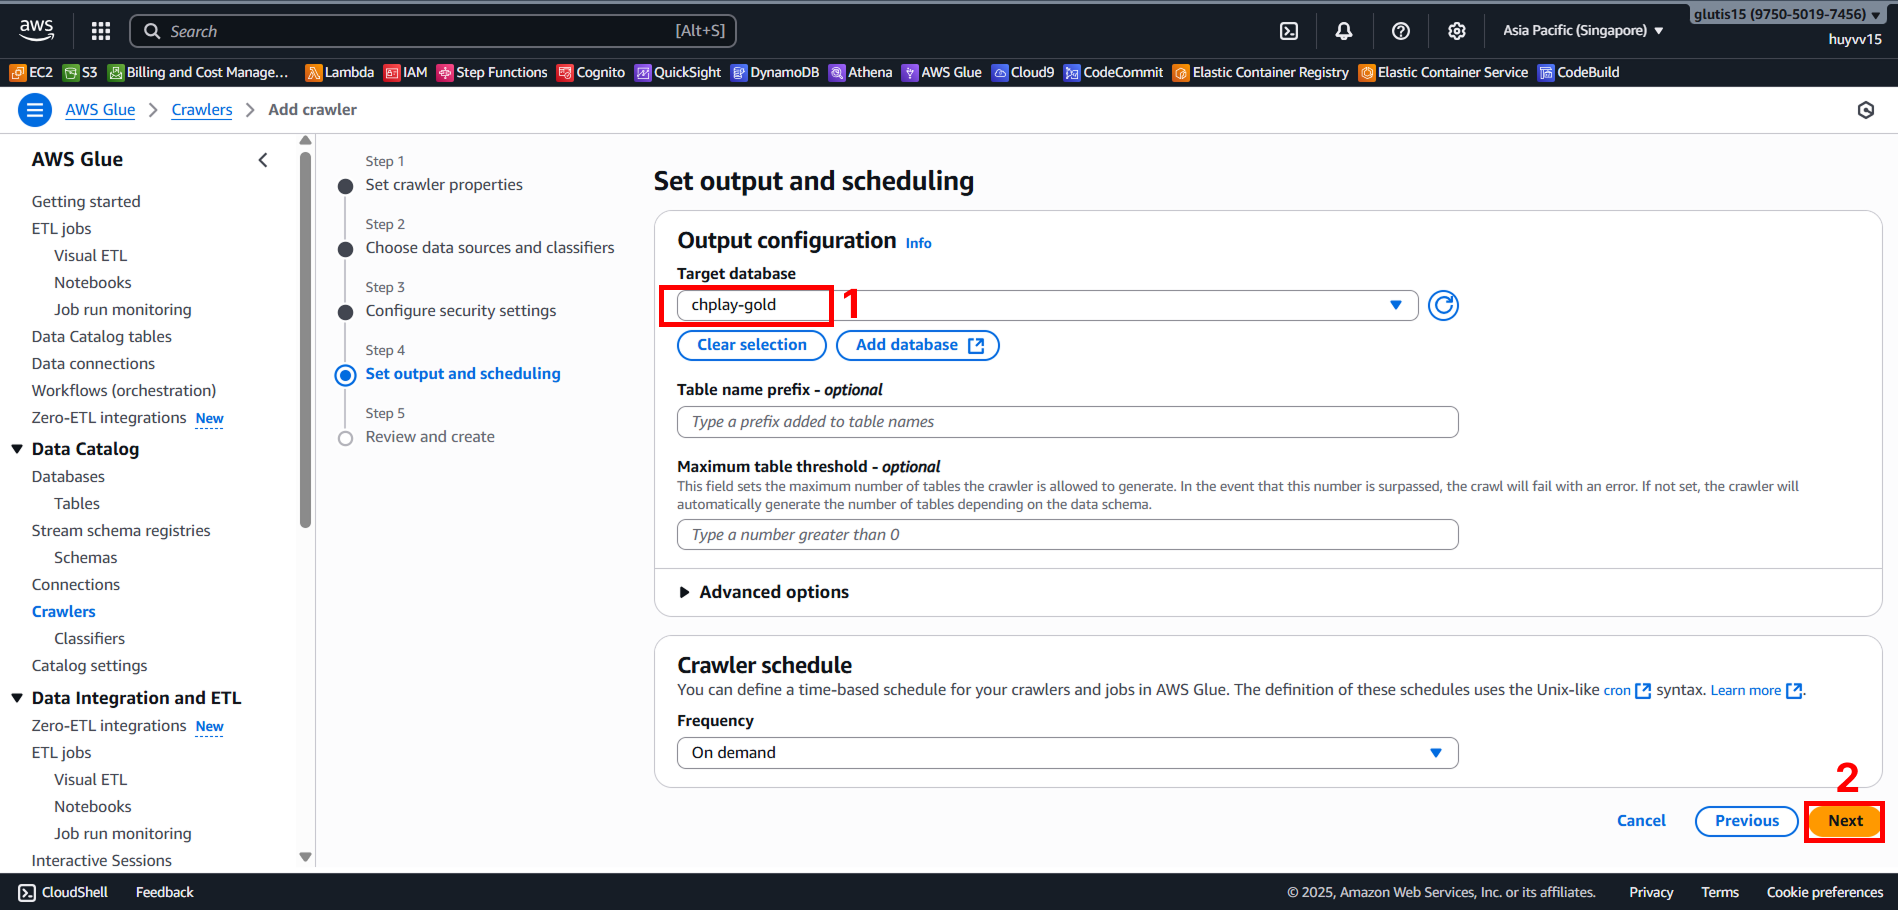 aws
Search [Alt+S]
Asia Pacific (Singapore) ▼
glutis15 (9750-5019-7456) ▼
huyvv15
EC2 S3 Billing and Cost Manage... Lambda IAM Step Functions Cognito QuickSight DynamoDB Athena AWS Glue Cloud9 CodeCommit Elastic Container Registry Elastic Container Service CodeBuild
AWS Glue > Crawlers > Add crawler
AWS Glue
Getting started
ETL jobs
Visual ETL
Notebooks
Job run monitoring
Data Catalog tables
Data connections
Workflows (orchestration)
Zero-ETL integrations New
Data Catalog
Databases
Tables
Stream schema registries
Schemas
Connections
Crawlers
Classifiers
Catalog settings
Data Integration and ETL
Zero-ETL integrations New
ETL jobs
Visual ETL
Notebooks
Job run monitoring
Interactive Sessions
Step 1
Set crawler properties
Step 2
Choose data sources and classifiers
Step 3
Configure security settings
Step 4
Set output and scheduling
Step 5
Review and create
Set output and scheduling
Output configuration Info
Target database
chplay-gold
1
Clear selection Add database
Table name prefix - optional
Type a prefix added to table names
Maximum table threshold - optional
This field sets the maximum number of tables the crawler is allowed to generate. In the event that this number is surpassed, the crawl will fail with an error. If not set, the crawler will
automatically generate the number of tables depending on the data schema.
Type a number greater than 0
Advanced options
Crawler schedule
You can define a time-based schedule for your crawlers and jobs in AWS Glue. The definition of these schedules uses the Unix-like cron syntax. Learn more.
Frequency
On demand
2
Cancel Previous Next
CloudShell Feedback
© 2025, Amazon Web Services, Inc. or its affiliates. Privacy Terms Cookie preferences